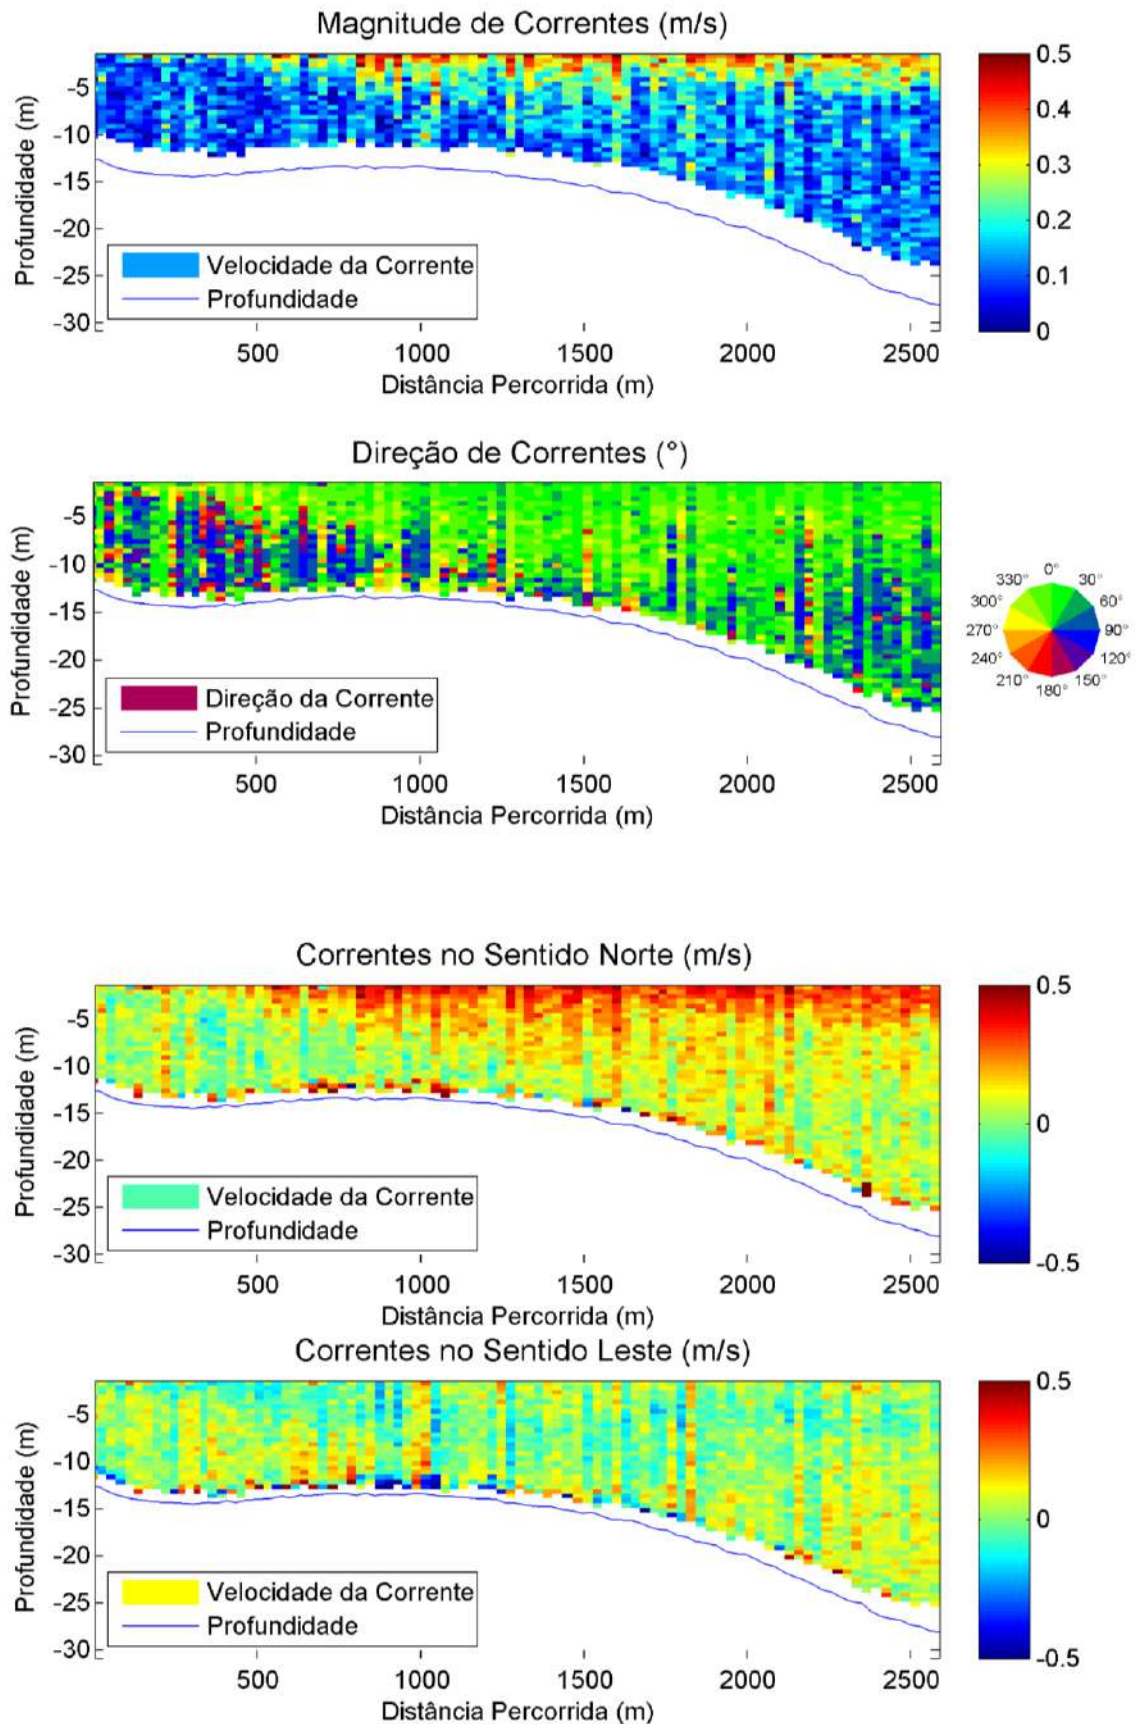 Magnitude de Correntes (m/s)
Profundidade (m)
-5
-10
-15
-20
-25
-30
Velocidade da Corrente
Profundidade
500 1000 1500 2000 2500
Distância Percorrida (m)
0.5
0.4
0.3
0.2
0.1
0
Direção de Correntes (°)
Profundidade (m)
-5
-10
-15
-20
-25
-30
Direção da Corrente
Profundidade
500 1000 1500 2000 2500
Distância Percorrida (m)
0°
330° 30°
300° 60°
270° 90°
240° 120°
210° 150°
180°
Correntes no Sentido Norte (m/s)
Profundidade (m)
-5
-10
-15
-20
-25
-30
Velocidade da Corrente
Profundidade
500 1000 1500 2000 2500
Distância Percorrida (m)
0.5
0
-0.5
Correntes no Sentido Leste (m/s)
Profundidade (m)
-5
-10
-15
-20
-25
-30
Velocidade da Corrente
Profundidade
500 1000 1500 2000 2500
Distância Percorrida (m)
0.5
0
-0.5